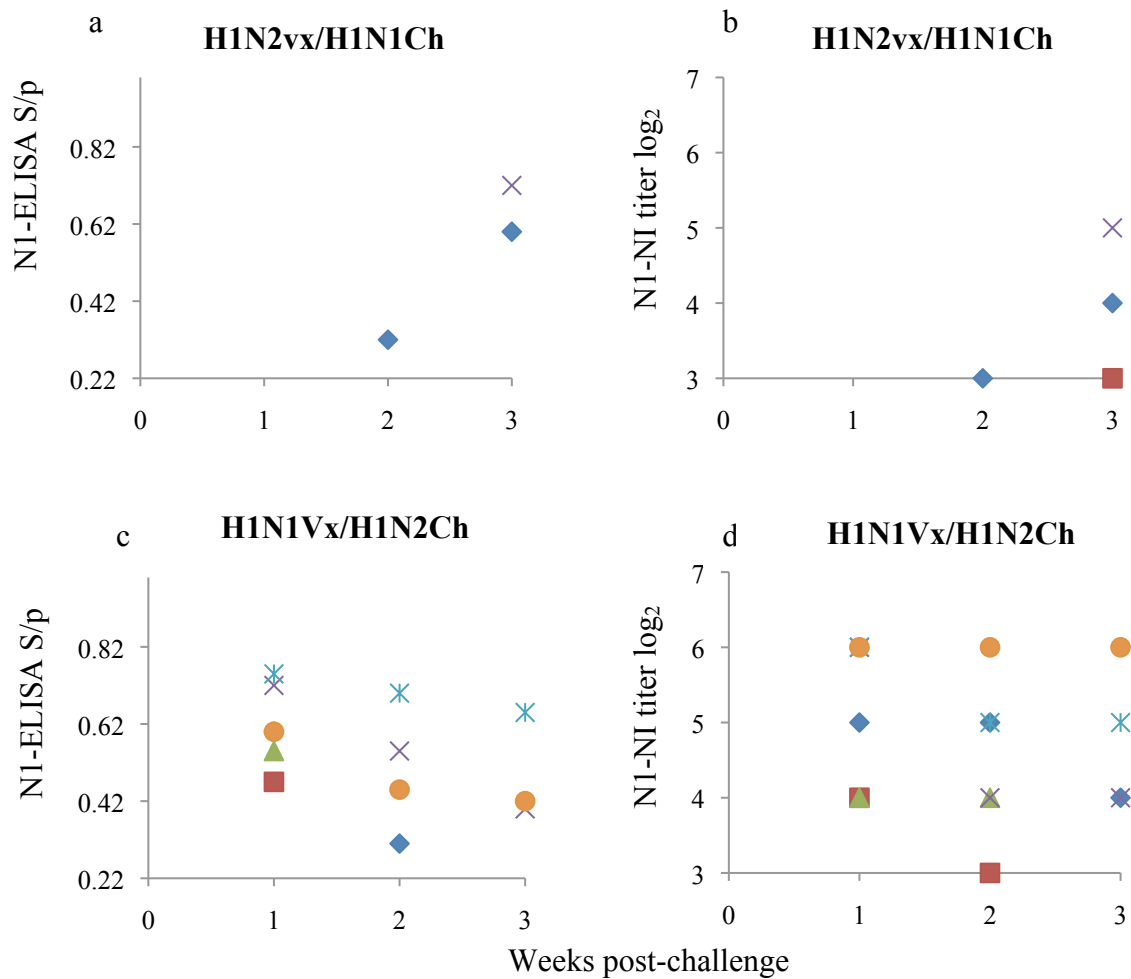 a
H1N2vx/H1N1Ch
N1-ELISA S/p
0.82
0.62
0.42
0.22
0 1 2 3
b
H1N2vx/H1N1Ch
N1-NI titer log2
7
6
5
4
3
0 1 2 3
c
H1N1Vx/H1N2Ch
N1-ELISA S/p
0.82
0.62
0.42
0.22
0 1 2 3
d
H1N1Vx/H1N2Ch
N1-NI titer log2
7
6
5
4
3
0 1 2 3
Weeks post-challenge